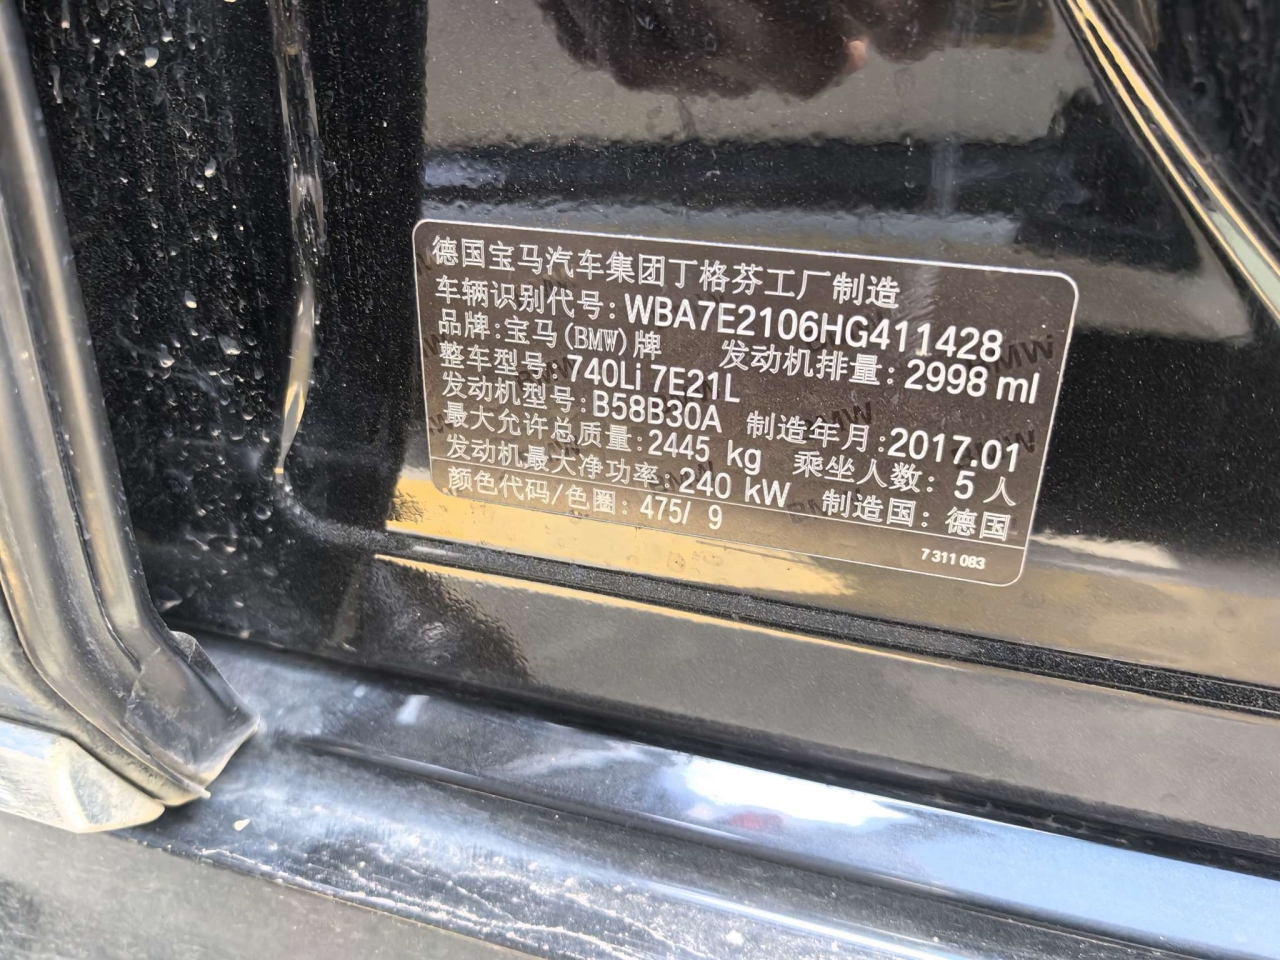 德国宝马汽车集团丁格芬工厂制造
车辆识别代号: WBA7E2106HG411428
品牌:宝马(BMW)牌 发动机排量: 2998 ml
整车型号: 740Li 7E21L
发动机型号: B58B30A 制造年月:2017.01
最大允许总质量: 2445 kg 乘坐人数: 5人
发动机最大净功率: 240 kW 制造国: 德国
颜色代码/色圈: 475/ 9
7 311 083